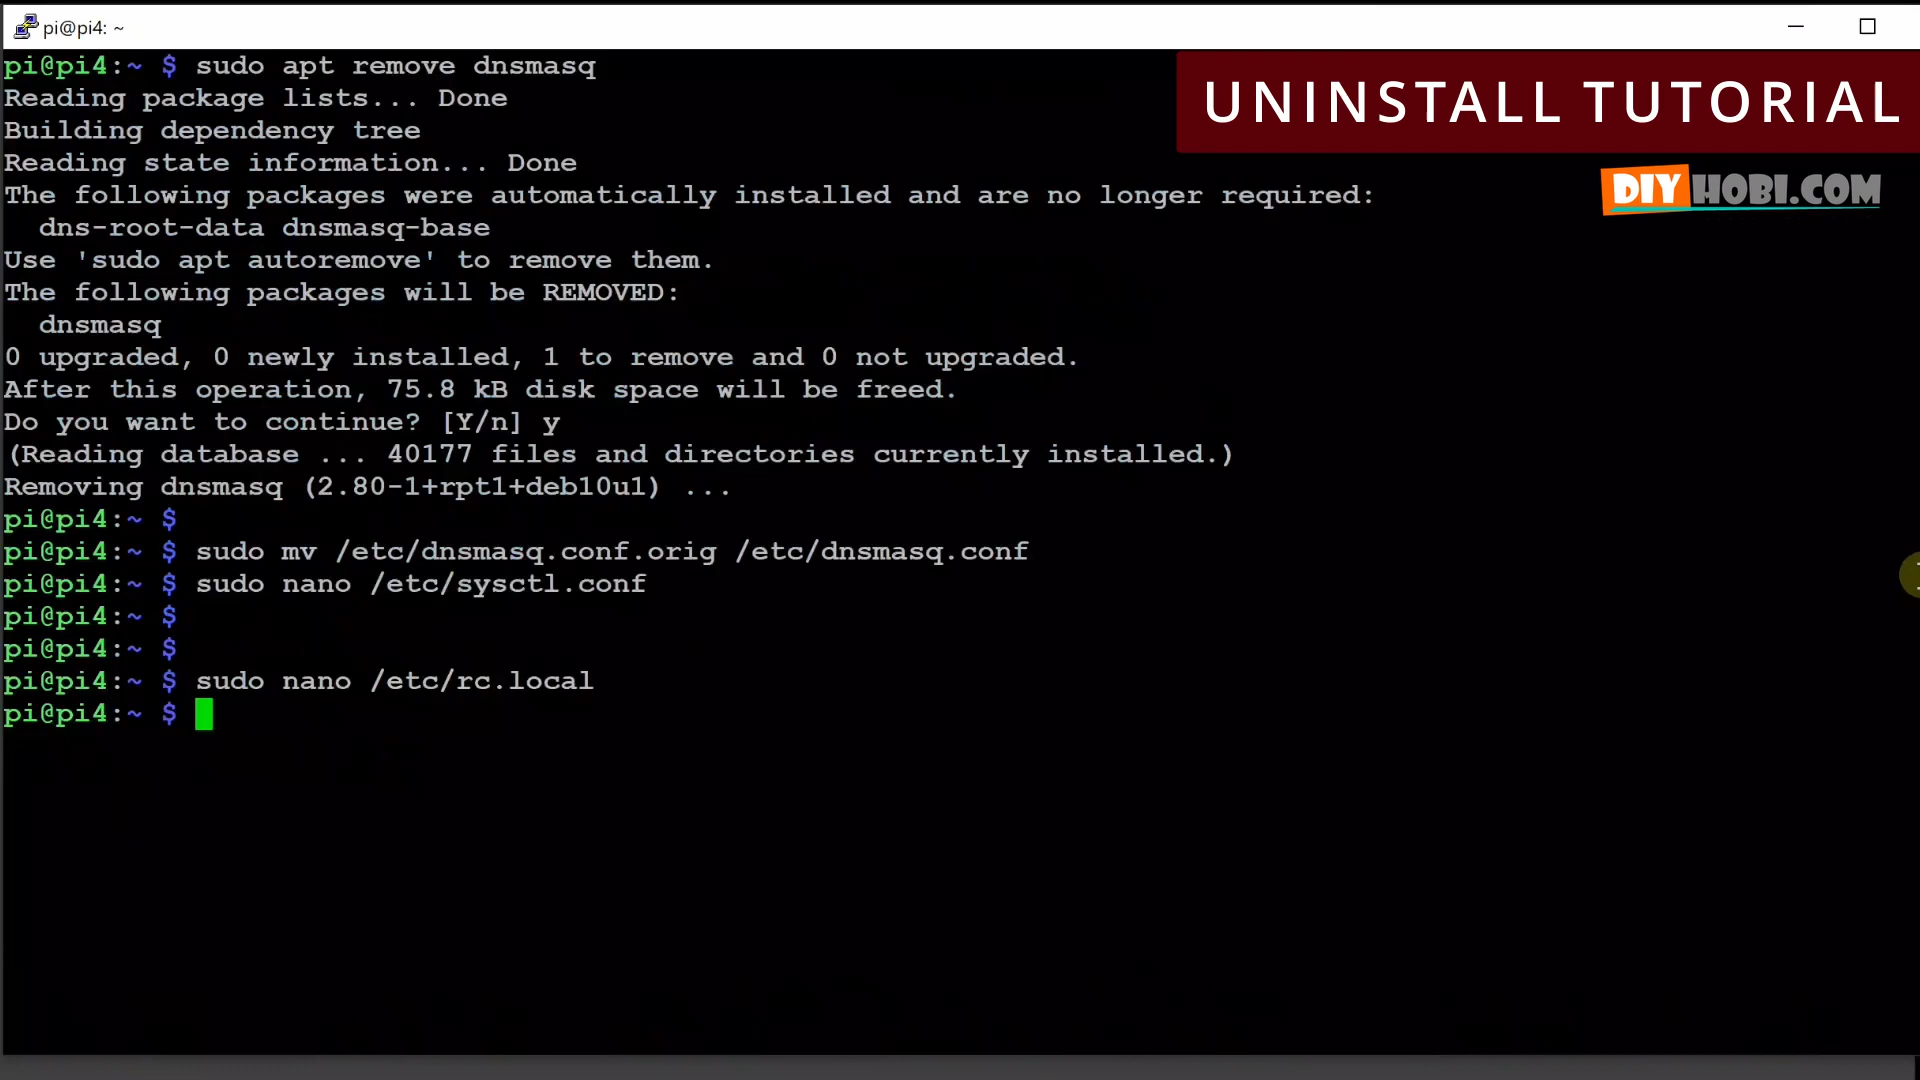 pi@pi4: ~
pi@pi4:~ $ sudo apt remove dnsmasq
Reading package lists... Done
Building dependency tree
Reading state information... Done
The following packages were automatically installed and are no longer required:
  dns-root-data dnsmasq-base
Use 'sudo apt autoremove' to remove them.
The following packages will be REMOVED:
  dnsmasq
0 upgraded, 0 newly installed, 1 to remove and 0 not upgraded.
After this operation, 75.8 kB disk space will be freed.
Do you want to continue? [Y/n] y
(Reading database ... 40177 files and directories currently installed.)
Removing dnsmasq (2.80-1+rpt1+deb10u1) ...
pi@pi4:~ $
pi@pi4:~ $ sudo mv /etc/dnsmasq.conf.orig /etc/dnsmasq.conf
pi@pi4:~ $ sudo nano /etc/sysctl.conf
pi@pi4:~ $
pi@pi4:~ $
pi@pi4:~ $ sudo nano /etc/rc.local
pi@pi4:~ $
UNINSTALL TUTORIAL
DIYHOBI.COM